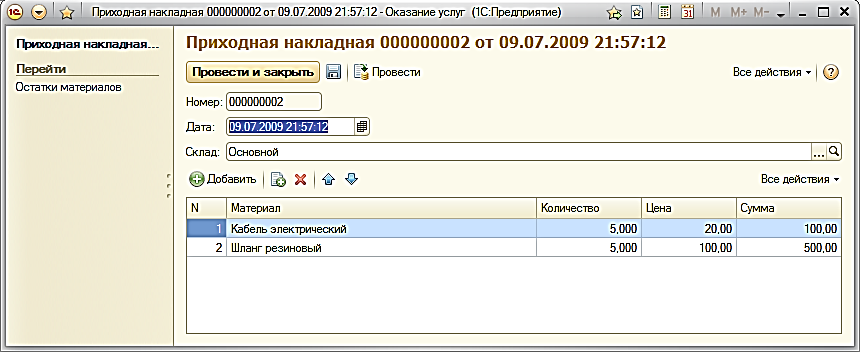 Приходная накладная 000000002 от 09.07.2009 21:57:12 - Оказание услуг (1С:Предприятие)
M M+ M-
Приходная накладная...
Перейти
Остатки материалов
Приходная накладная 000000002 от 09.07.2009 21:57:12
Провести и закрыть Провести Все действия
Номер: 000000002
Дата: 09.07.2009 21:57:12
Склад: Основной
Добавить Все действия
N Материал Количество Цена Сумма
1 Кабель электрический 5,000 20,00 100,00
2 Шланг резиновый 5,000 100,00 500,00